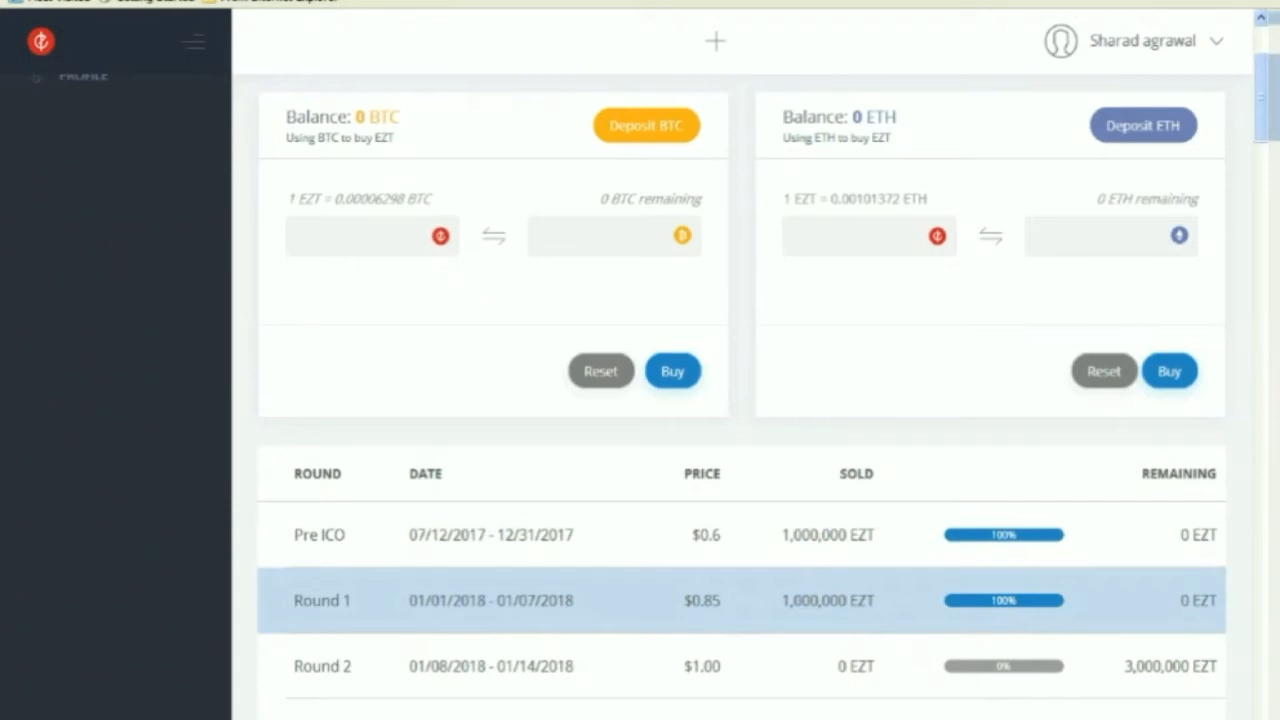 Sharad agrawal
PROFILE
Balance: 0 BTC
Using BTC to buy EZT
Deposit BTC
1 EZT = 0.00006298 BTC
0 BTC remaining
Reset
Buy
Balance: 0 ETH
Using ETH to buy EZT
Deposit ETH
1 EZT = 0.00101372 ETH
0 ETH remaining
Reset
Buy
ROUND DATE PRICE SOLD REMAINING
Pre ICO 07/12/2017 - 12/31/2017 $0.6 1,000,000 EZT 100% 0 EZT
Round 1 01/01/2018 - 01/07/2018 $0.85 1,000,000 EZT 100% 0 EZT
Round 2 01/08/2018 - 01/14/2018 $1.00 0 EZT 0% 3,000,000 EZT